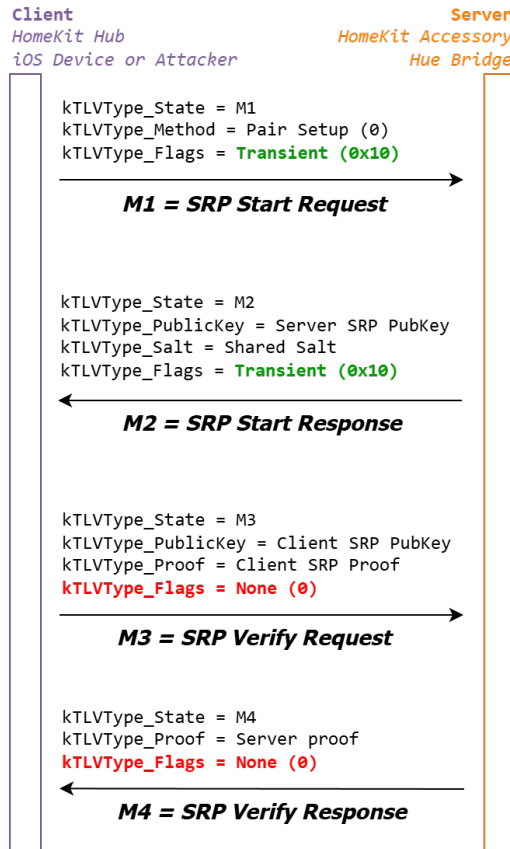 Client
Server
HomeKit Hub
HomeKit Accessory
iOS Device or Attacker
Hue Bridge
kTLVType_State = M1
kTLVType_Method = Pair Setup (0)
kTLVType_Flags = Transient (0x10)
M1 = SRP Start Request
kTLVType_State = M2
kTLVType_PublicKey = Server SRP PubKey
kTLVType_Salt = Shared Salt
kTLVType_Flags = Transient (0x10)
M2 = SRP Start Response
kTLVType_State = M3
kTLVType_PublicKey = Client SRP PubKey
kTLVType_Proof = Client SRP Proof
kTLVType_Flags = None (0)
M3 = SRP Verify Request
kTLVType_State = M4
kTLVType_Proof = Server proof
kTLVType_Flags = None (0)
M4 = SRP Verify Response